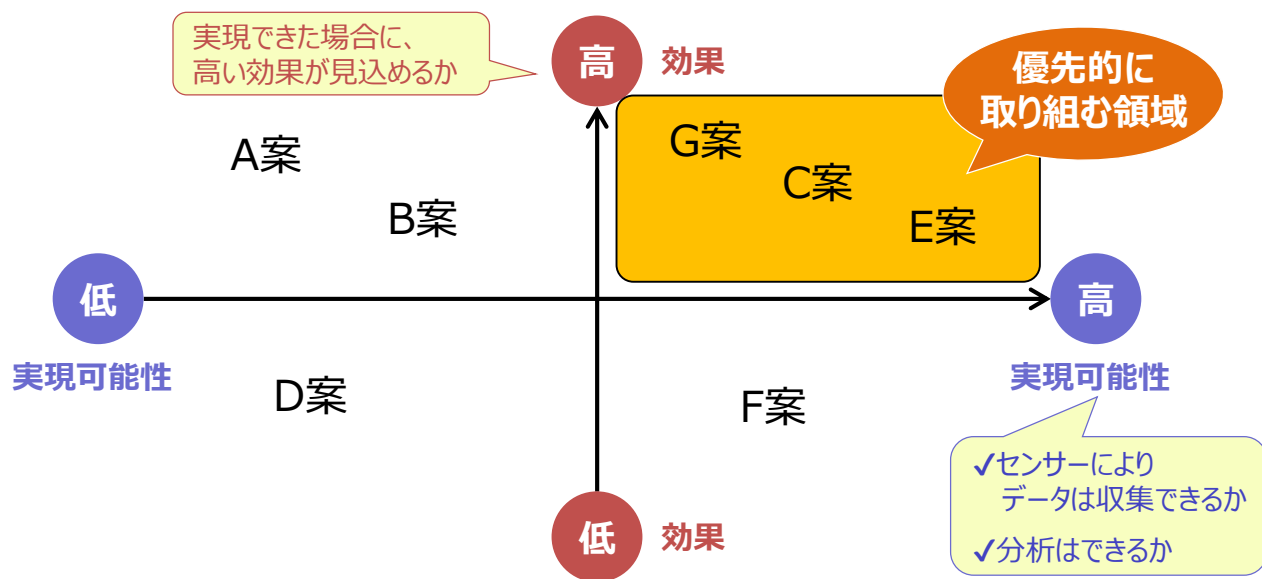 実現できた場合に、
高い効果が見込めるか
高
効果
優先的に
取り組む領域
A案
G案
C案
B案
E案
低
高
実現可能性
実現可能性
D案
F案
✓センサーにより
データは収集できるか
✓分析はできるか
低
効果